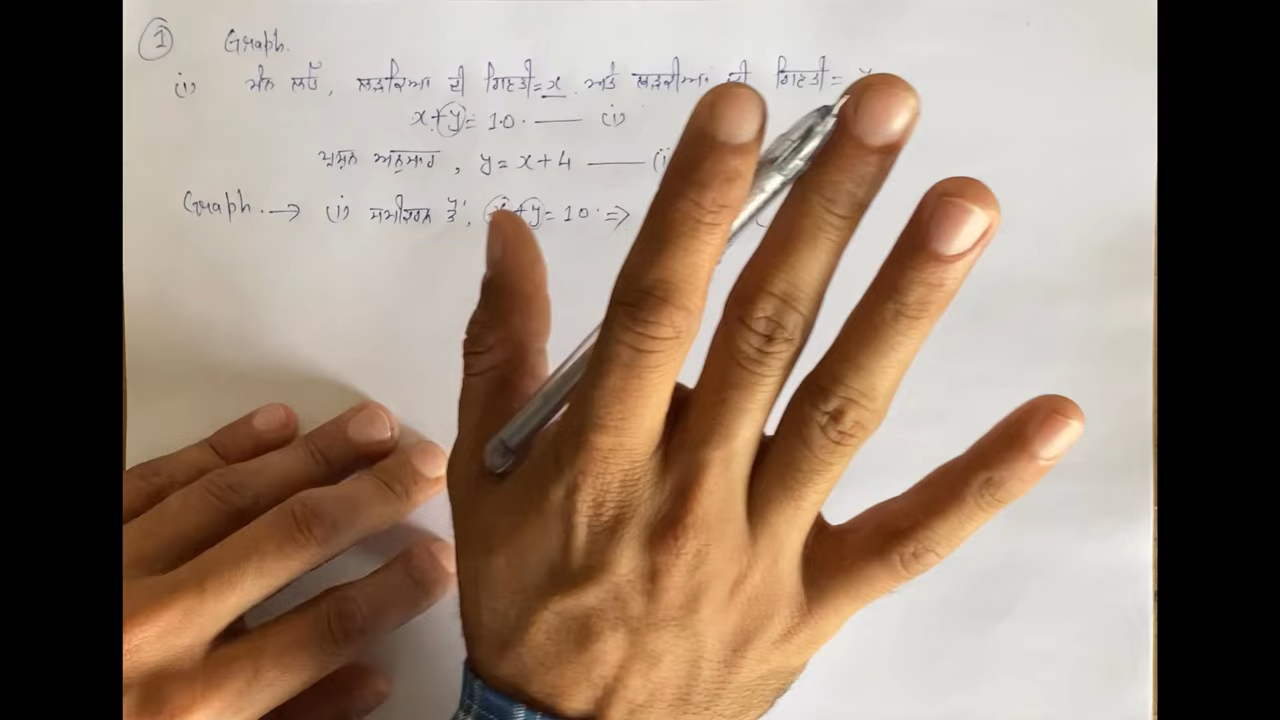 ① Graph.
(i) ਮੰਨ ਲਓ, ਲੜਕਿਆ ਦੀ ਗਿਣਤੀ = x ਅਤੇ ਲੜਕੀਆਂ ਦੀ ਗਿਣਤੀ = y
x + y = 10. —— (i)
ਪ੍ਰਸ਼ਨ ਅਨੁਸਾਰ, y = x + 4 ——
Graph. → (i) ਸਮੀਕਰਨ ਤੋਂ, x + y = 10 ⇒